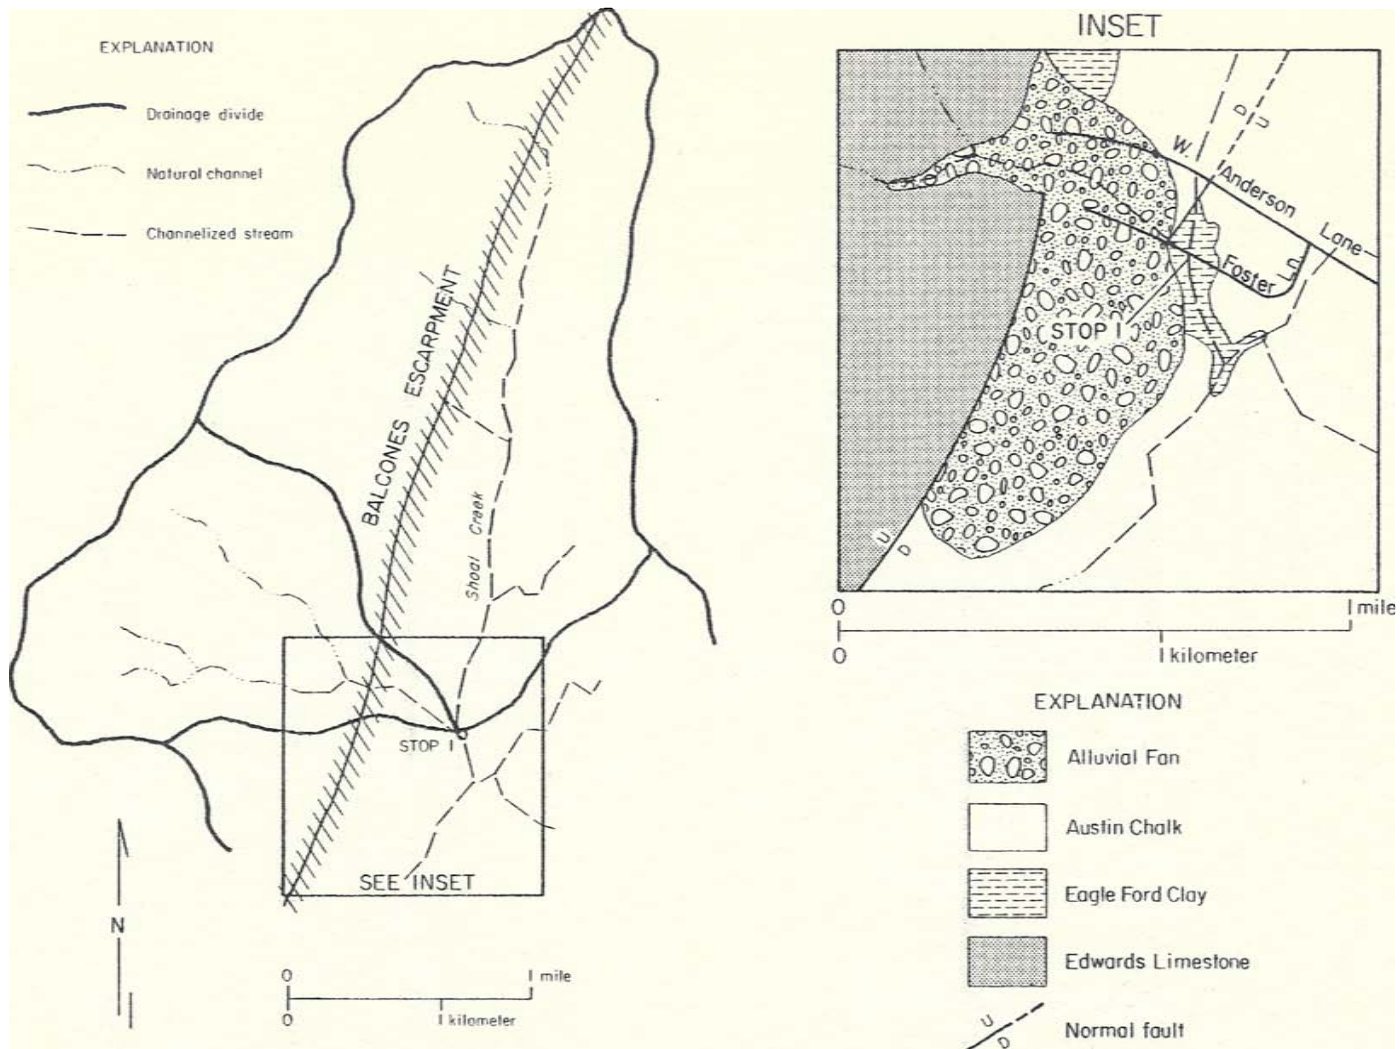 EXPLANATION
Drainage divide
Natural channel
Channelized stream
BALCONES ESCARPMENT
Shoal Creek
STOP 1
SEE INSET
N
0 1 mile
0 1 kilometer
INSET
D
U
W. Anderson Lane
Foster Ln.
STOP 1
U
D
0 1 mile
0 1 kilometer
EXPLANATION
Alluvial Fan
Austin Chalk
Eagle Ford Clay
Edwards Limestone
U
D
Normal fault